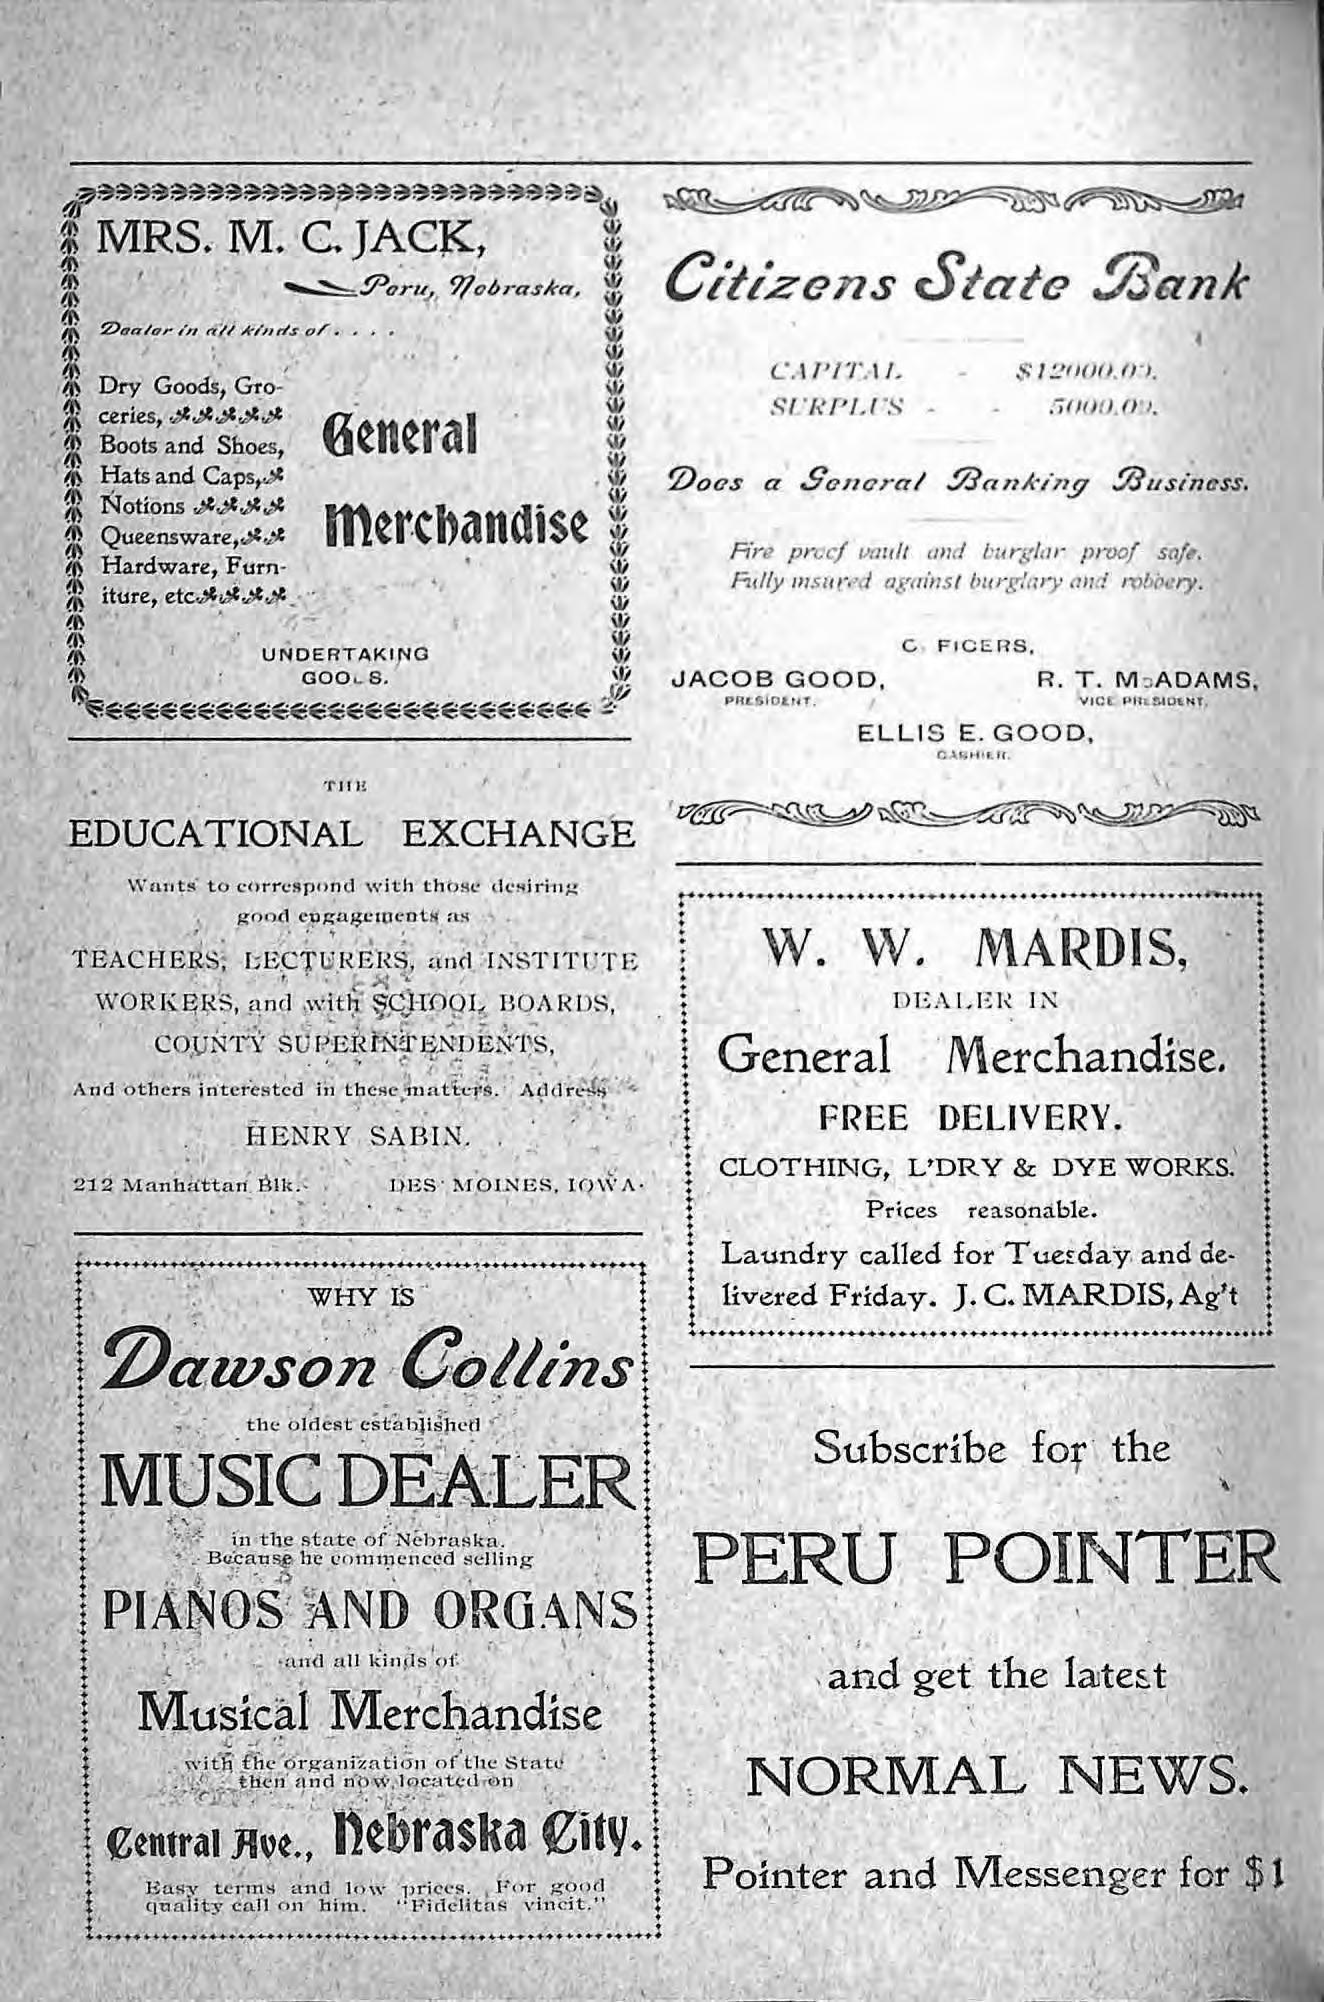 MRS. M. C. JACK,
Peru, Nebraska,
Dealer in all kinds of . . . .
Dry Goods, Gro-
ceries,
Boots and Shoes,
Hats and Caps,
Notions
Queensware,
Hardware, Furn-
iture, etc.
General
Merchandise
UNDERTAKING
GOODS.
THE
EDUCATIONAL EXCHANGE
Wants to correspond with those desiring
good engagements as
TEACHERS, LECTURERS, and INSTITUTE
WORKERS, and with SCHOOL BOARDS,
COUNTY SUPERINTENDENTS,
And others interested in these matters. Address
HENRY SABIN.
212 Manhattan Blk. DES MOINES, IOWA.
WHY IS
Dawson Collins
the oldest established
MUSIC DEALER
in the state of Nebraska.
Because he commenced selling
PIANOS AND ORGANS
and all kinds of
Musical Merchandise
with the organization of the State
then and now located on
Central Ave., Nebraska City.
Easy terms and low prices. For good
quality call on him. "Fidelitas vincit."
Citizens State Bank
CAPITAL - $12000.00.
SURPLUS - - 5000.00.
Does a General Banking Business.
Fire proof vault and burglar proof safe.
Fully insured against burglary and robbery.
OFFICERS,
JACOB GOOD, R. T. McADAMS,
PRESIDENT. VICE PRESIDENT.
ELLIS E. GOOD,
CASHIER.
W. W. MARDIS,
DEALER IN
General Merchandise.
FREE DELIVERY.
CLOTHING, L'DRY & DYE WORKS.
Prices reasonable.
Laundry called for Tuesday and de-
livered Friday. J. C. MARDIS, Ag't
Subscribe for the
PERU POINTER
and get the latest
NORMAL NEWS.
Pointer and Messenger for $1